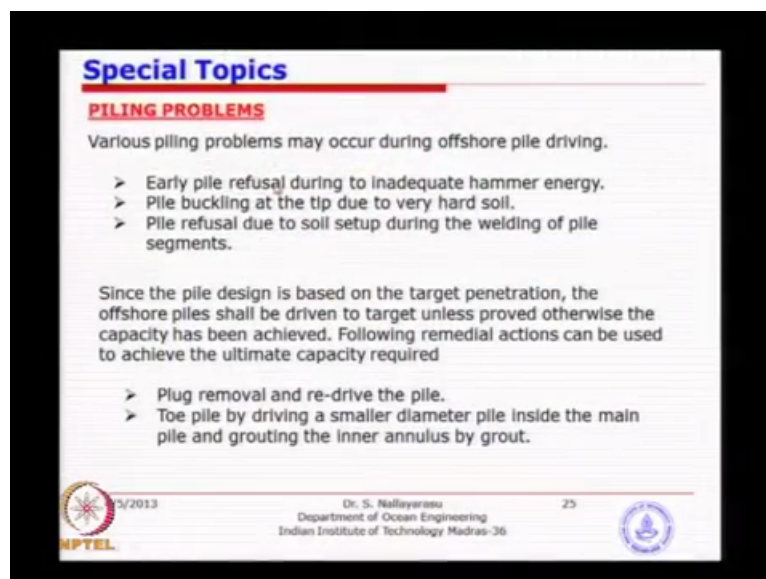 Special Topics
PILING PROBLEMS
Various piling problems may occur during offshore pile driving.
➤ Early pile refusal during to inadequate hammer energy.
➤ Pile buckling at the tip due to very hard soil.
➤ Pile refusal due to soil setup during the welding of pile
segments.
Since the pile design is based on the target penetration, the
offshore piles shall be driven to target unless proved otherwise the
capacity has been achieved. Following remedial actions can be used
to achieve the ultimate capacity required
➤ Plug removal and re-drive the pile.
➤ Toe pile by driving a smaller diameter pile inside the main
pile and grouting the inner annulus by grout.
/5/2013
Dr. S. Nallayarasu
25
Department of Ocean Engineering
Indian Institute of Technology Madras-36
NPTEL